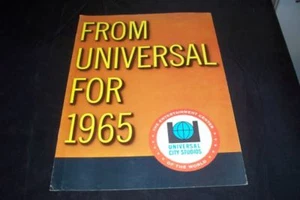 FROM
UNIVERSAL
FOR
1965
THE ENTERTAINMENT CENTER
UNIVERSAL
CITY STUDIOS
OF THE WORLD